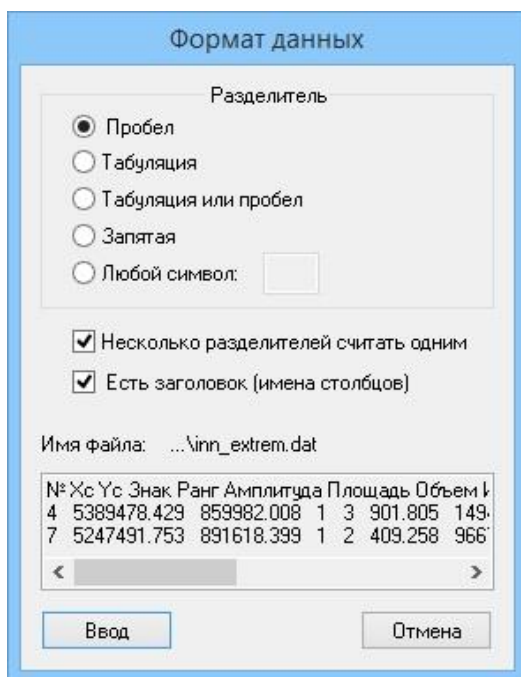 Формат данных
Разделитель
Пробел
Табуляция
Табуляция или пробел
Запятая
Любой символ:
Несколько разделителей считать одним
Есть заголовок (имена столбцов)
Имя файла: ...\inn_extrem.dat
№ Xc Yc Знак Ранг Амплитуда Площадь Объем
4 5389478.429 859982.008 1 3 901.805 149
7 5247491.753 891618.399 1 2 409.258 966
Ввод Отмена